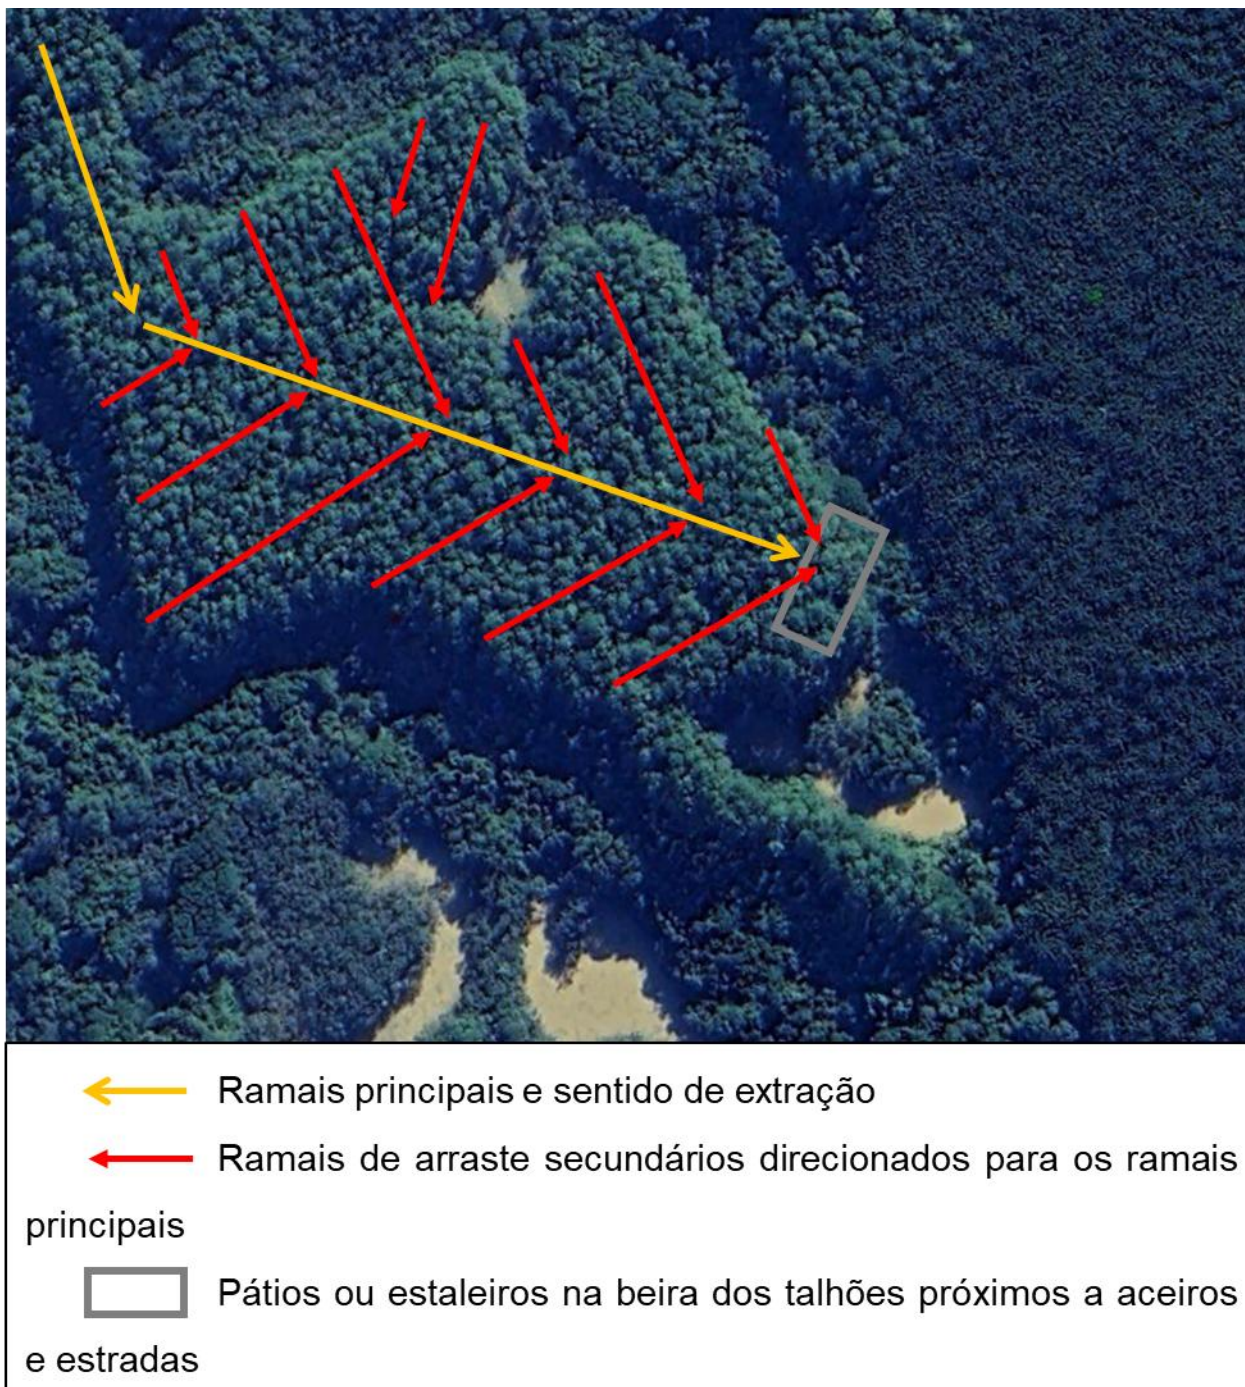 Ramais principais e sentido de extração
Ramais de arraste secundários direcionados para os ramais
principais
Pátios ou estaleiros na beira dos talhões próximos a aceiros
e estradas